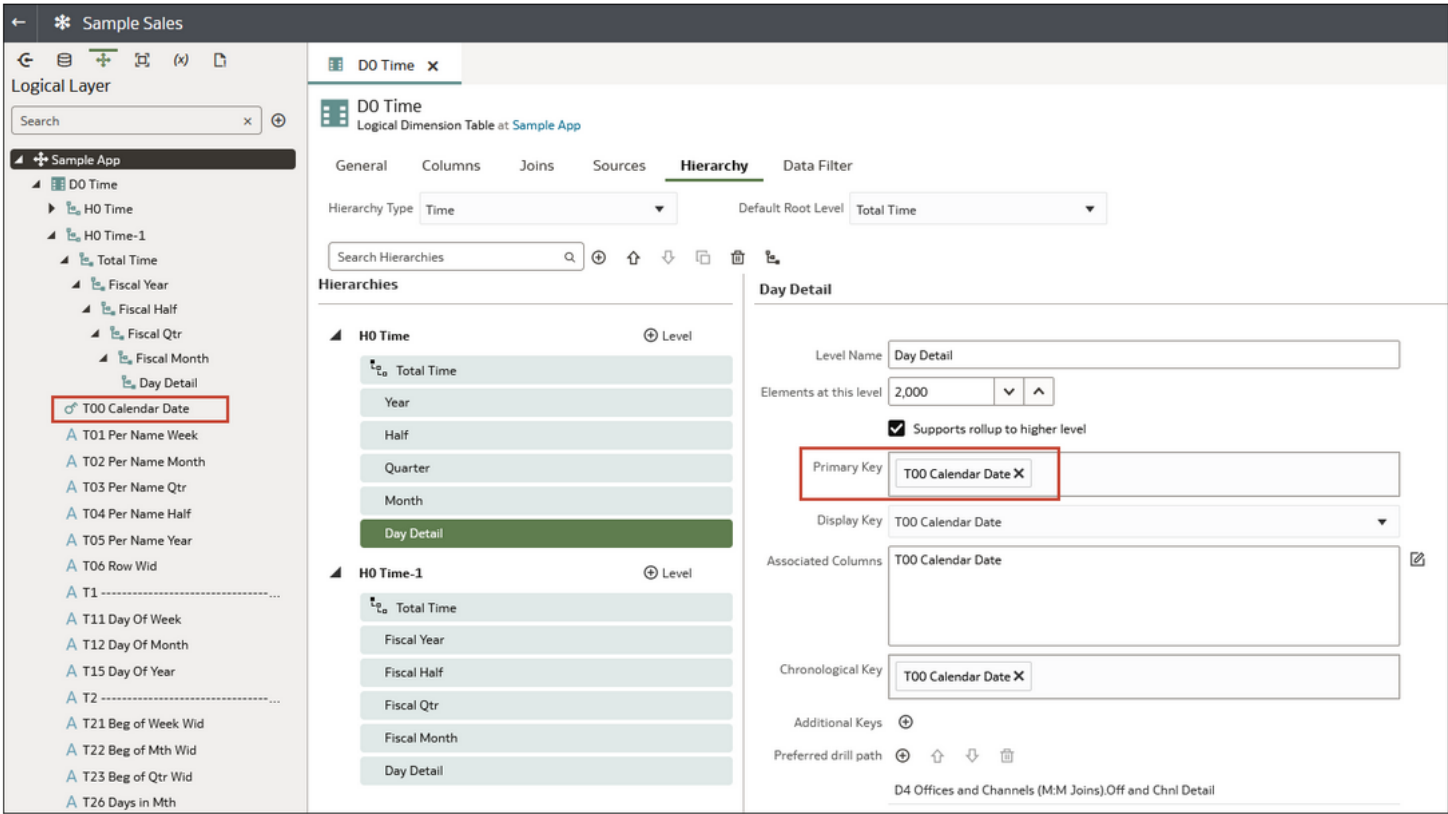 Sample Sales
Logical Layer
Search
Sample App
D0 Time
H0 Time
H0 Time-1
Total Time
Fiscal Year
Fiscal Half
Fiscal Qtr
Fiscal Month
Day Detail
T00 Calendar Date
T01 Per Name Week
T02 Per Name Month
T03 Per Name Qtr
T04 Per Name Half
T05 Per Name Year
T06 Row Wid
T1 --------------------------------...
T11 Day Of Week
T12 Day Of Month
T15 Day Of Year
T2 --------------------------------...
T21 Beg of Week Wid
T22 Beg of Mth Wid
T23 Beg of Qtr Wid
T26 Days in Mth
D0 Time
D0 Time
Logical Dimension Table at Sample App
General Columns Joins Sources Hierarchy Data Filter
Hierarchy Type Time Default Root Level Total Time
Search Hierarchies
Hierarchies
H0 Time Level
Total Time
Year
Half
Quarter
Month
Day Detail
H0 Time-1 Level
Total Time
Fiscal Year
Fiscal Half
Fiscal Qtr
Fiscal Month
Day Detail
Day Detail
Level Name Day Detail
Elements at this level 2,000
Supports rollup to higher level
Primary Key T00 Calendar Date
Display Key T00 Calendar Date
Associated Columns T00 Calendar Date
Chronological Key T00 Calendar Date
Additional Keys
Preferred drill path
D4 Offices and Channels (M:M Joins).Off and Chnl Detail